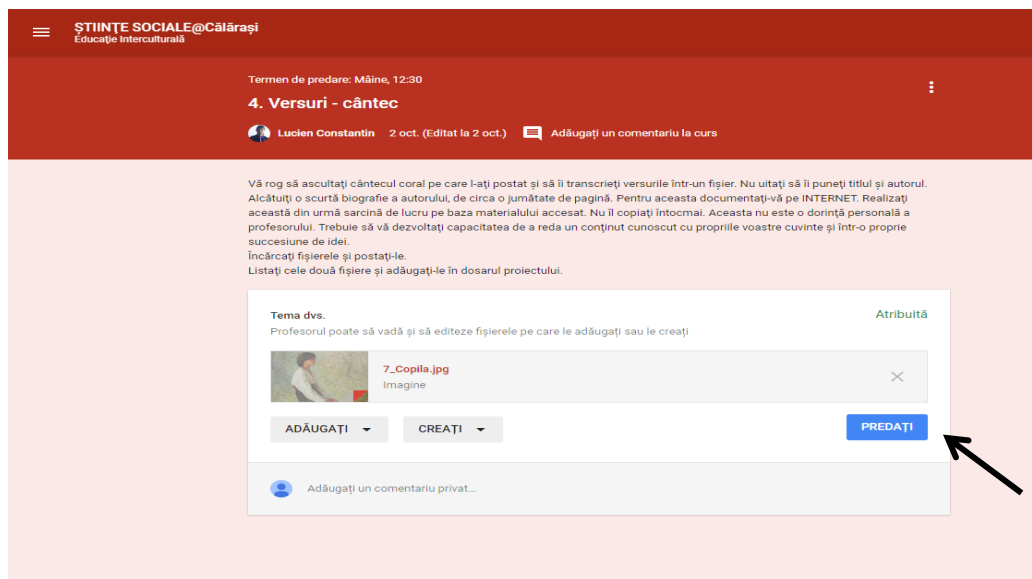 ȘTIINȚE SOCIALE@Călărași
Educație Interculturală
Termen de predare: Mâine, 12:30
4. Versuri - cântec
Lucien Constantin 2 oct. (Editat la 2 oct.) Adăugați un comentariu la curs
Vă rog să ascultați cântecul coral pe care l-ați postat și să îi transcrieți versurile într-un fișier. Nu uitați să îi puneți titlul și autorul.
Alcătuiți o scurtă biografie a autorului, de circa o jumătate de pagină. Pentru aceasta documentați-vă pe INTERNET. Realizați
această din urmă sarcină de lucru pe baza materialului accesat. Nu îl copiați întocmai. Aceasta nu este o dorință personală a
profesorului. Trebuie să vă dezvoltați capacitatea de a reda un conținut cunoscut cu propriile voastre cuvinte și într-o proprie
succesiune de idei.
Încărcați fișierele și postați-le.
Listați cele două fișiere și adăugați-le în dosarul proiectului.
Tema dvs.
Atribuită
Profesorul poate să vadă și să editeze fișierele pe care le adăugați sau le creați
7_Copila.jpg
Imagine
ADĂUGAȚI CREAȚI PREDAȚI
Adăugați un comentariu privat...